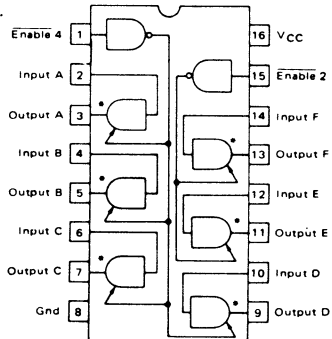 Enable 4 1
16 VCC
Input A 2
15 Enable 2
Output A 3
14 Input F
Input B 4
13 Output F
Output B 5
12 Input E
Input C 6
11 Output E
Output C 7
10 Input D
Gnd 8
9 Output D